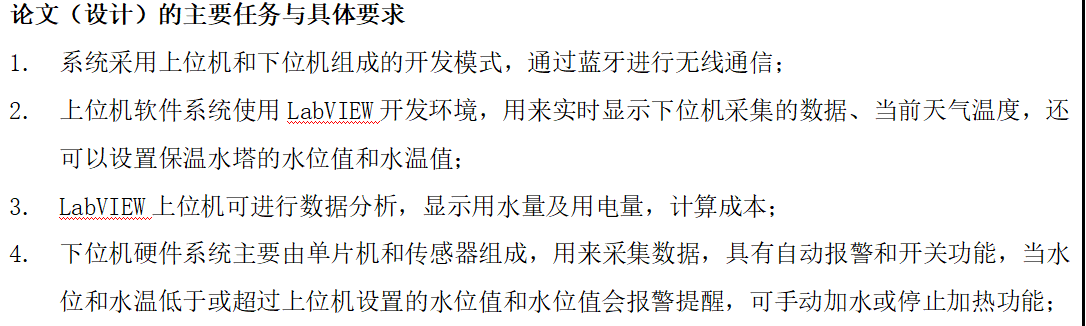 论文（设计）的主要任务与具体要求
1. 系统采用上位机和下位机组成的开发模式，通过蓝牙进行无线通信；
2. 上位机软件系统使用 LabVIEW 开发环境，用来实时显示下位机采集的数据、当前天气温度，还
可以设置保温水塔的水位值和水温值；
3. LabVIEW 上位机可进行数据分析，显示用水量及用电量，计算成本；
4. 下位机硬件系统主要由单片机和传感器组成，用来采集数据，具有自动报警和开关功能，当水
位和水温低于或超过上位机设置的水位值和水位值会报警提醒，可手动加水或停止加热功能；